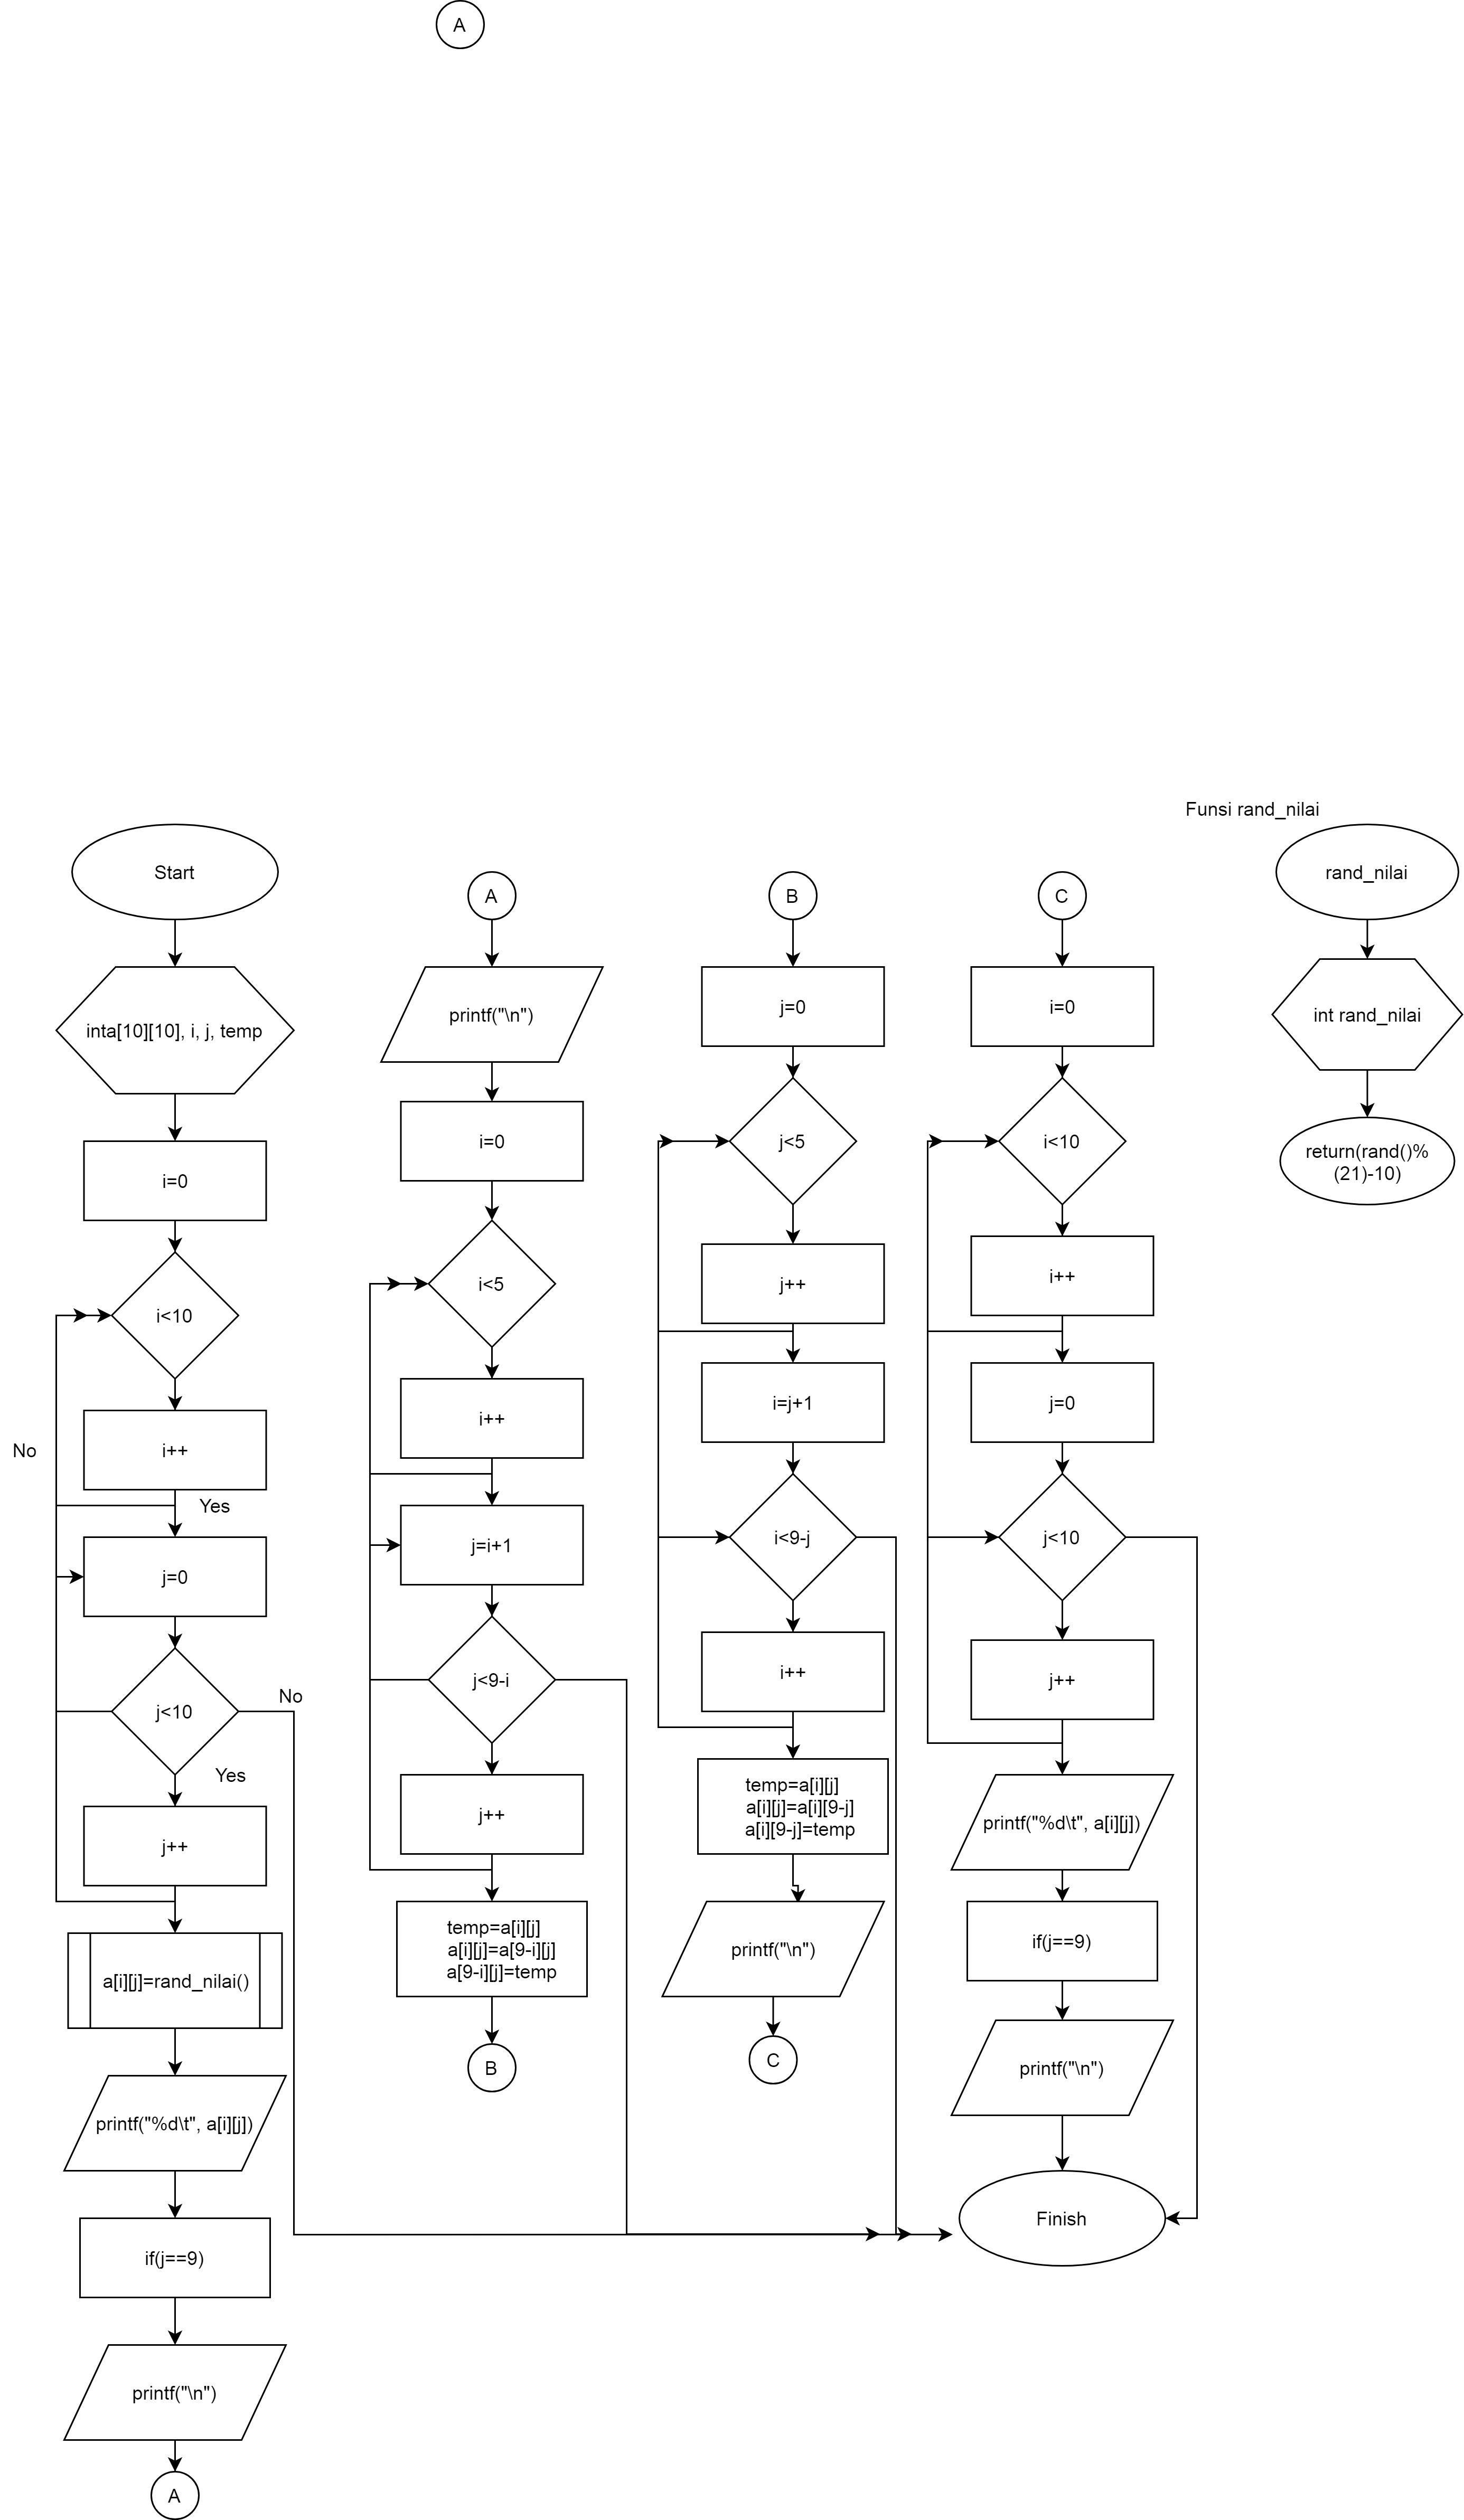 A
Start
inta[10][10], i, j, temp
i=0
i<10
i++
No
Yes
j=0
j<10
No
Yes
j++
a[i][j]=rand_nilai()
printf("%d\t", a[i][j])
if(j==9)
printf("\n")
A
A
printf("\n")
i=0
i<5
i++
j=i+1
j<9-i
j++
temp=a[i][j]
a[i][j]=a[9-i][j]
a[9-i][j]=temp
B
B
j=0
j<5
j++
i=j+1
i<9-j
i++
temp=a[i][j]
a[i][j]=a[i][9-j]
a[i][9-j]=temp
printf("\n")
C
C
i=0
i<10
i++
j=0
j<10
j++
printf("%d\t", a[i][j])
if(j==9)
printf("\n")
Finish
Funsi rand_nilai
rand_nilai
int rand_nilai
return(rand()%
(21)-10)